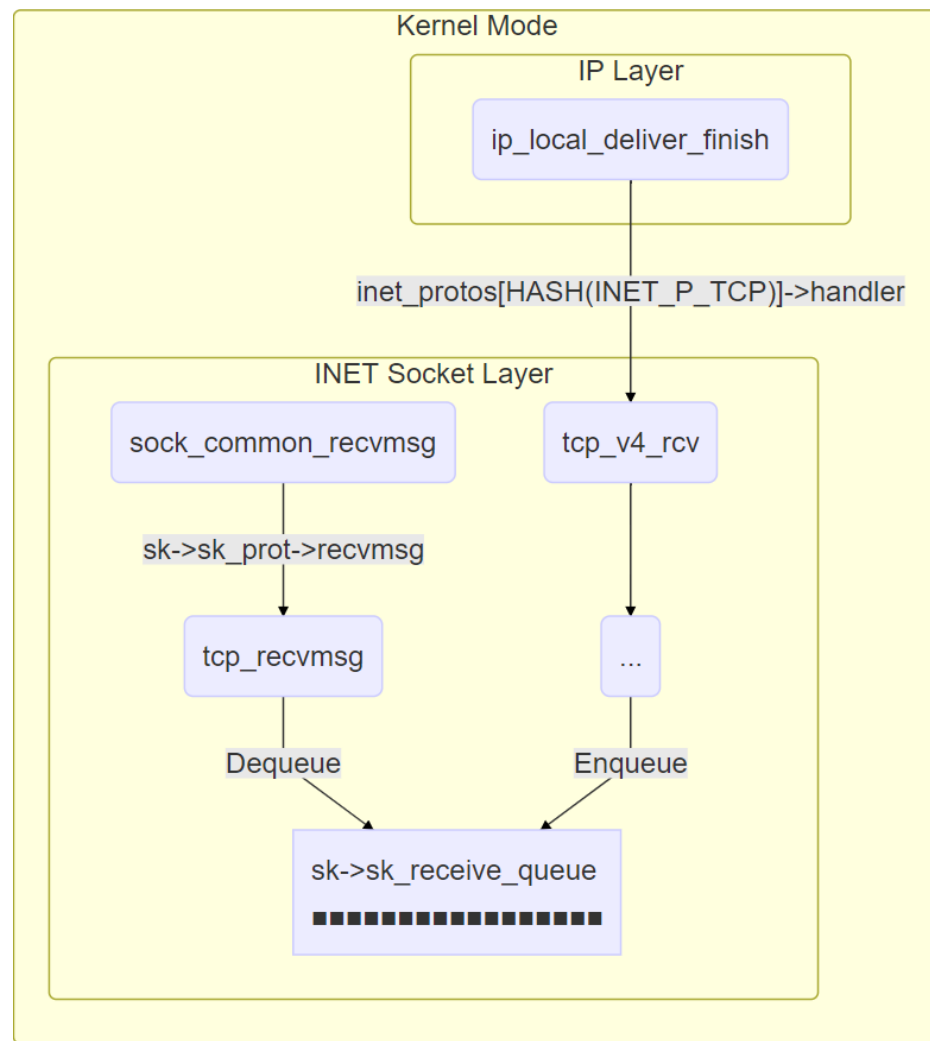 Kernel Mode
IP Layer
ip_local_deliver_finish
inet_protos[HASH(INET_P_TCP)]->handler
INET Socket Layer
sock_common_recvmsg
tcp_v4_rcv
sk->sk_prot->recvmsg
tcp_recvmsg
...
Dequeue
Enqueue
sk->sk_receive_queue
■■■■■■■■■■■■■■■■■